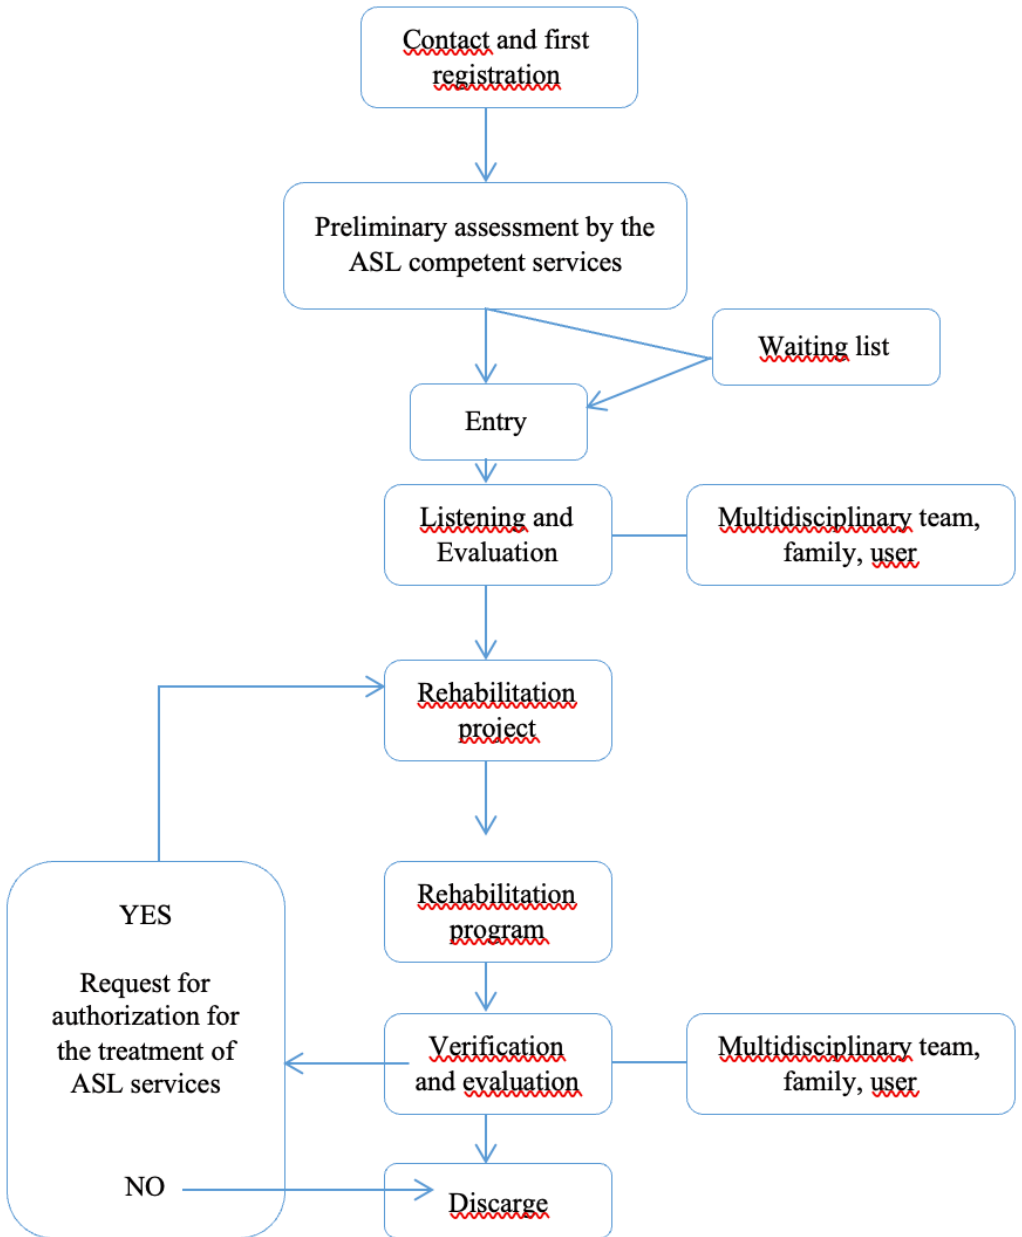 Contact and first
registration
Preliminary assessment by the
ASL competent services
Waiting list
Entry
Listening and
Evaluation
Multidisciplinary team,
family, user
Rehabilitation
project
Rehabilitation
program
YES
Request for
authorization for
the treatment of
ASL services
NO
Verification
and evaluation
Multidisciplinary team,
family, user
Discarge